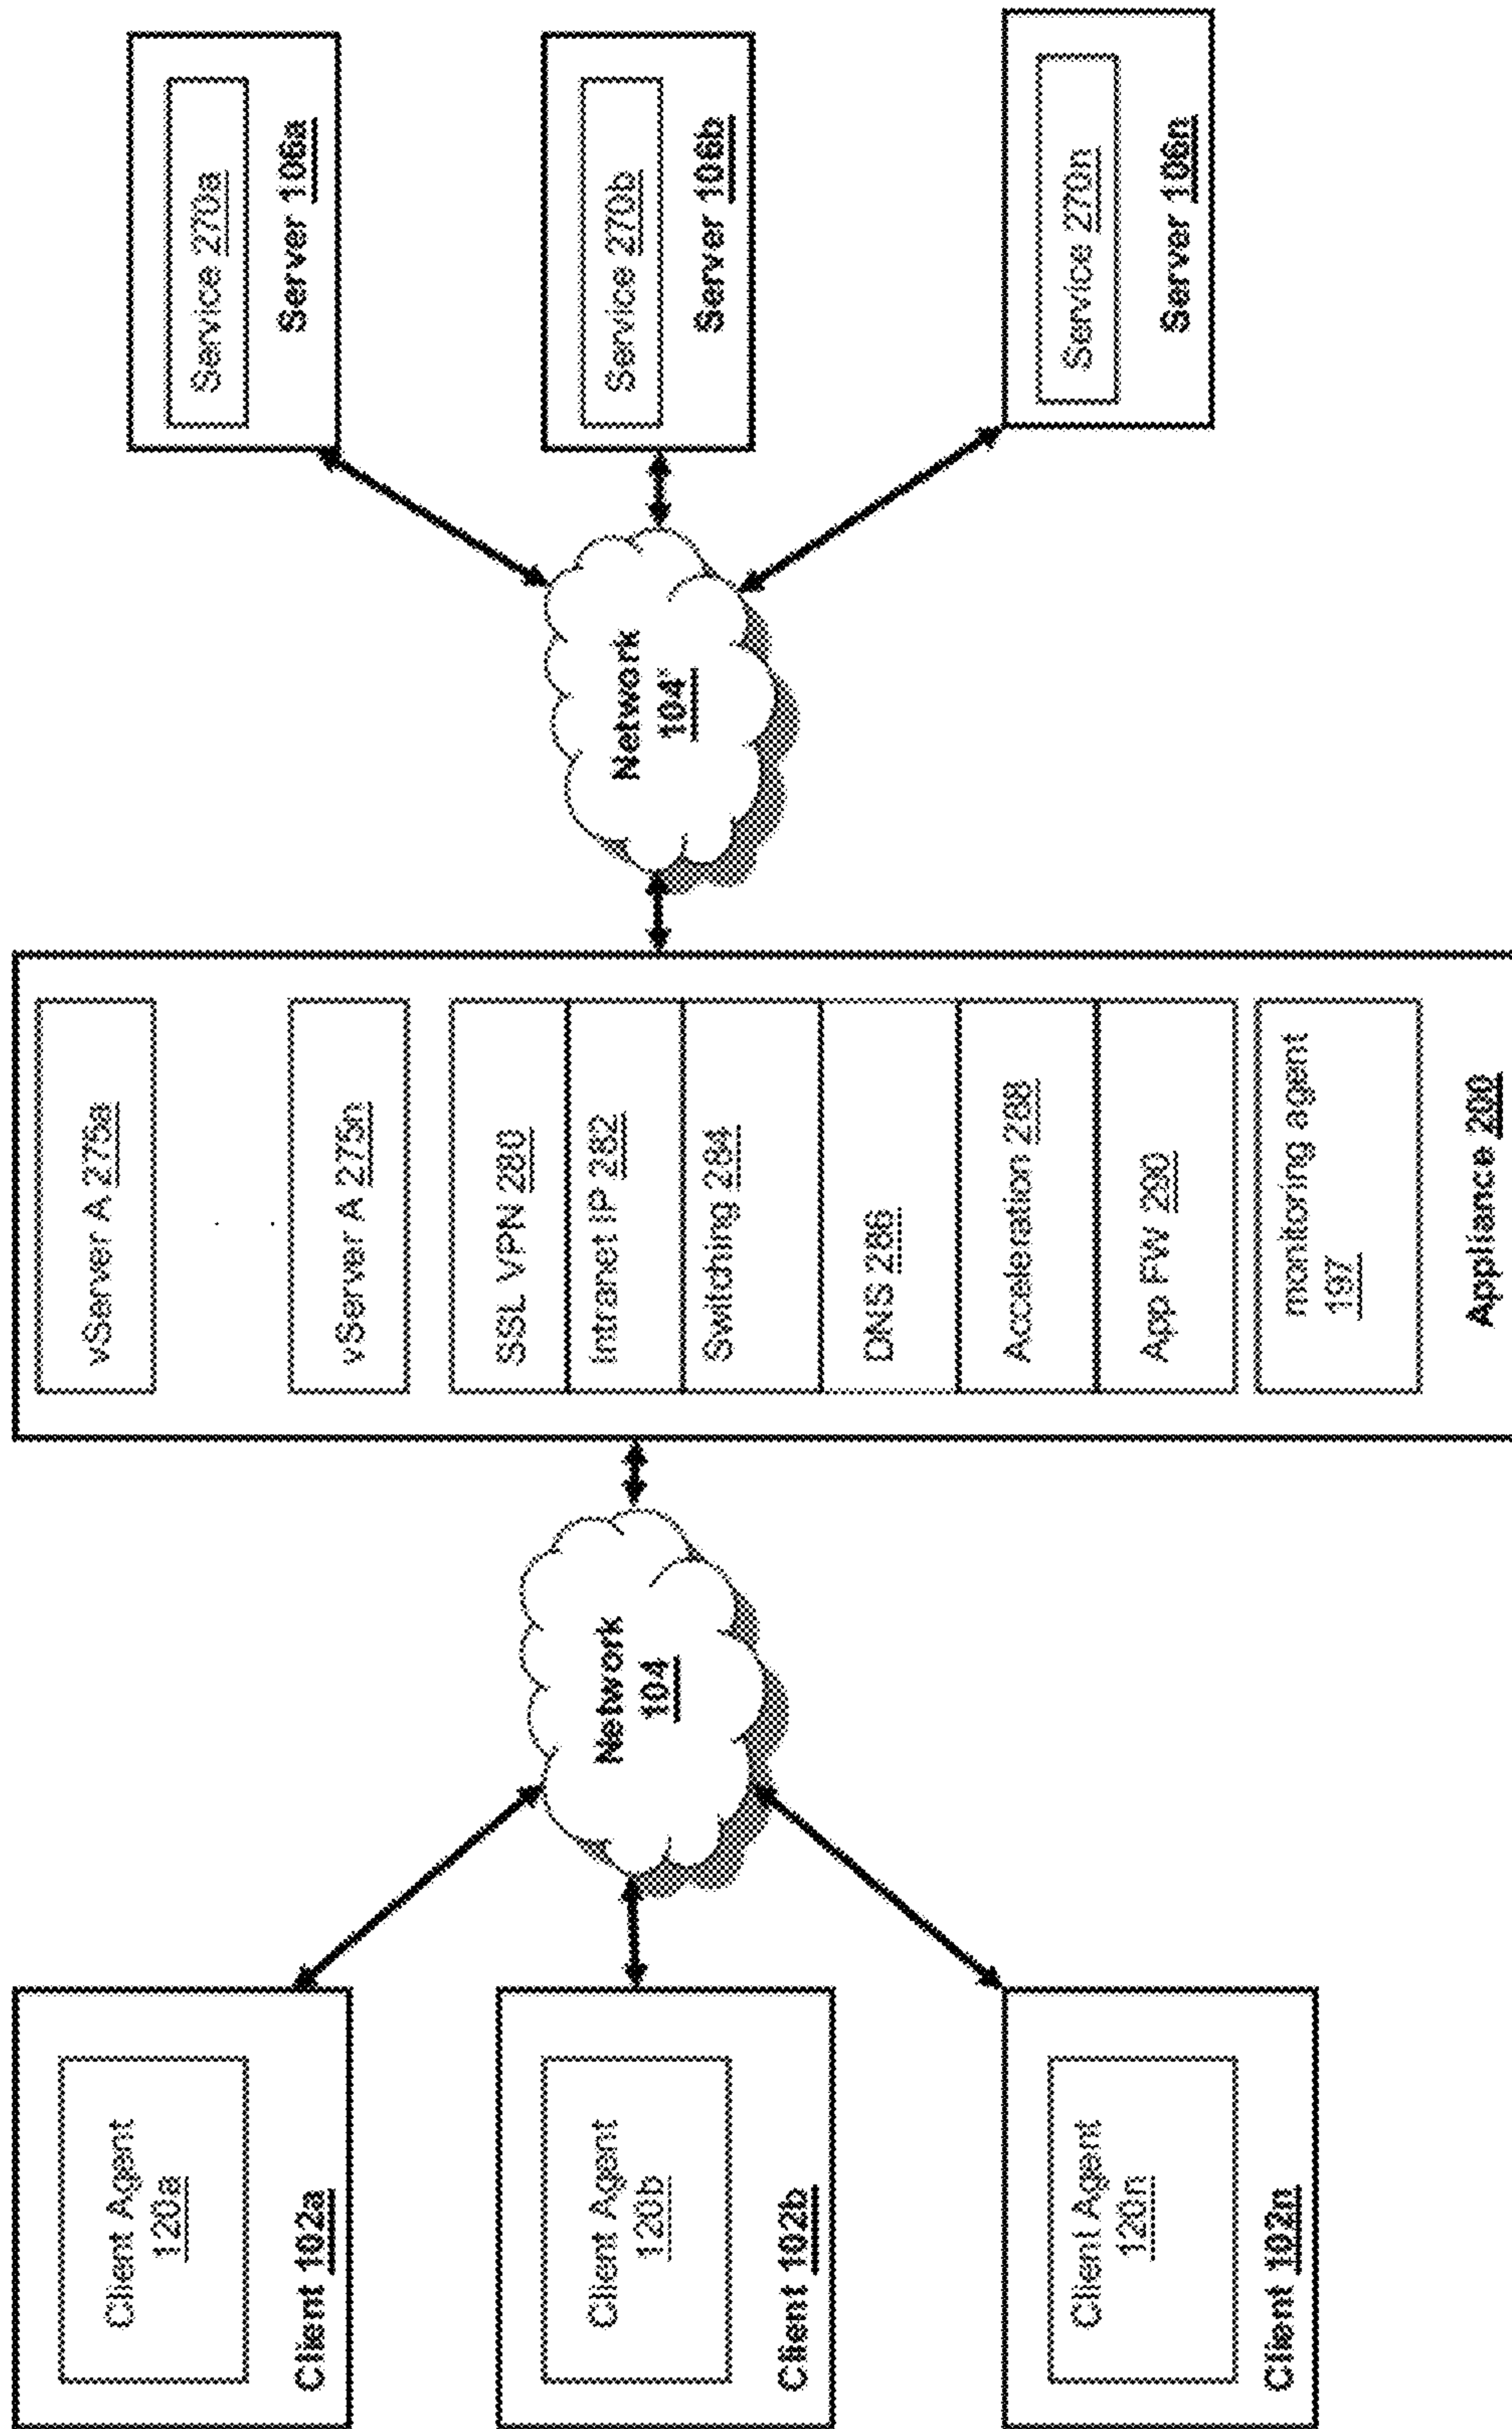 Client Agent
120a
Client 102a
Client Agent
120b
Client 102b
Client Agent
120n
Client 102n
Network
104
vServer A 275a
vServer A 275n
SSL VPN 280
Intranet IP 282
Switching 284
DNS 286
Acceleration 288
App FW 290
monitoring agent
197
Appliance 200
Network
104'
Service 270a
Server 106a
Service 270b
Server 106b
Service 270n
Server 106n